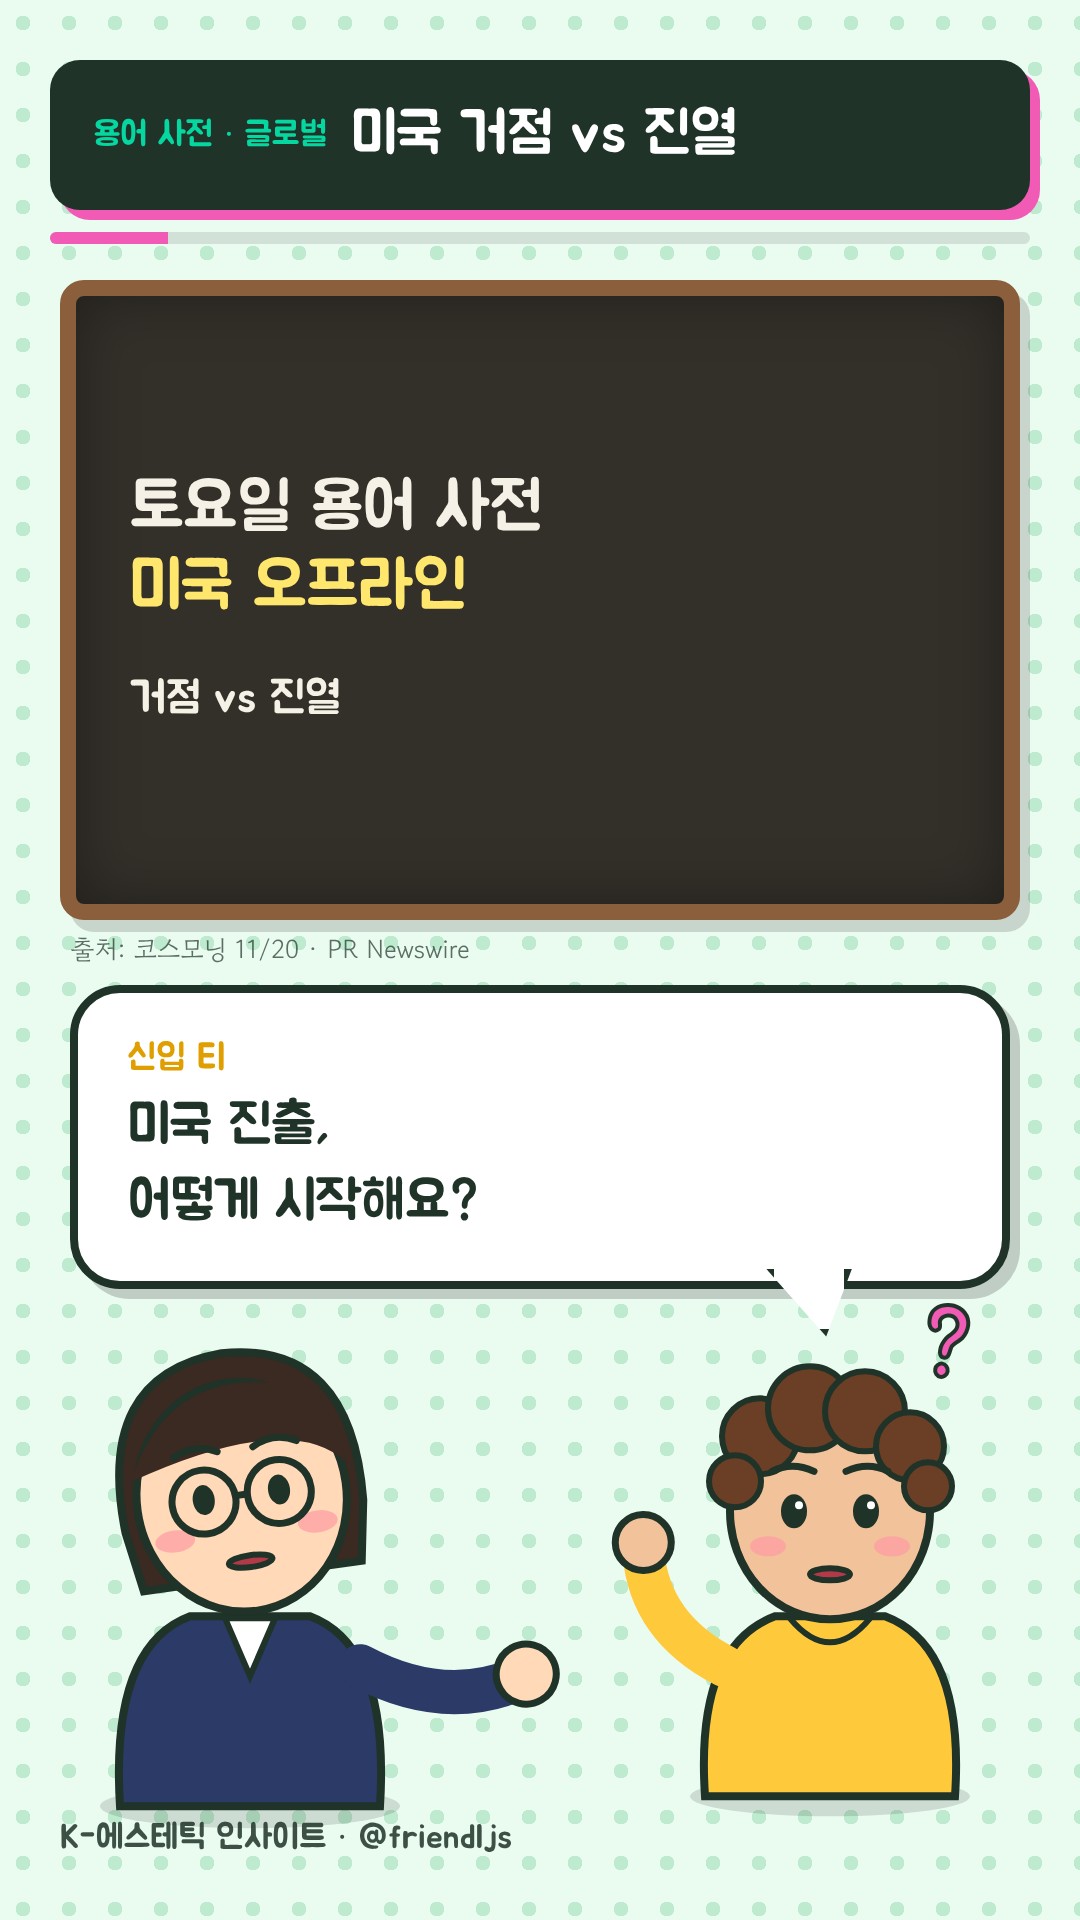 용어 사전 · 글로벌 미국 거점 vs 진열
토요일 용어 사전
미국 오프라인
거점 vs 진열
출처: 코스모닝 11/20 · PR Newswire
신입 티
미국 진출,
어떻게 시작해요?
?
K-에스테틱 인사이트 · @friendljs